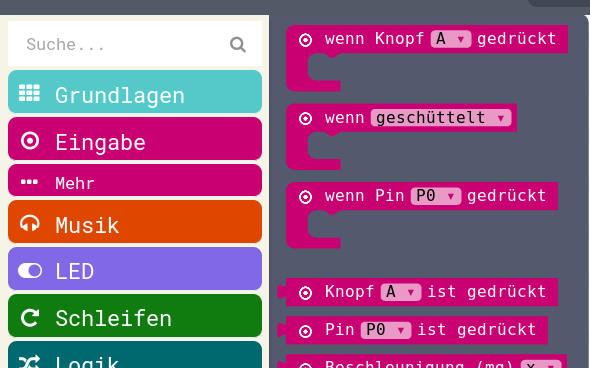 Suche...
Grundlagen
Eingabe
Mehr
Musik
LED
Schleifen
Logik
wenn Knopf A gedrückt
wenn geschüttelt
wenn Pin P0 gedrückt
Knopf A ist gedrückt
Pin P0 ist gedrückt
Beschleunigung (mg) x